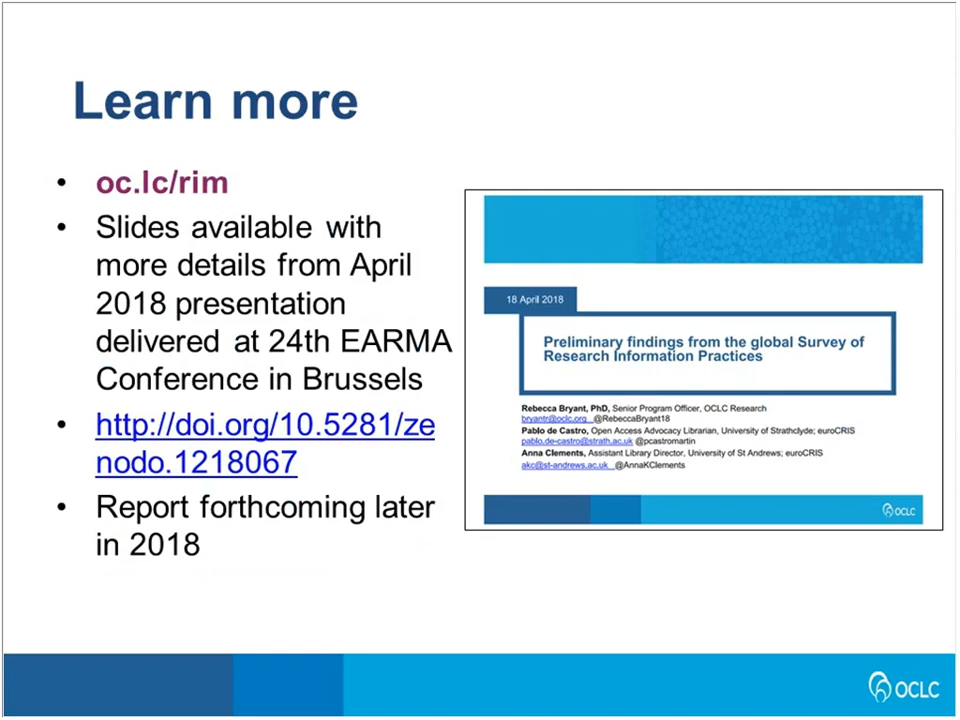 Learn more
• oc.lc/rim
• Slides available with
more details from April
2018 presentation
delivered at 24th EARMA
Conference in Brussels
• http://doi.org/10.5281/ze
nodo.1218067
• Report forthcoming later
in 2018
18 April 2018
Preliminary findings from the global Survey of
Research Information Practices
Rebecca Bryant, PhD, Senior Program Officer, OCLC Research
bryantr@oclc.org @RebeccaBryant18
Pablo de Castro, Open Access Advocacy Librarian, University of Strathclyde; euroCRIS
pablo.de-castro@strath.ac.uk @pcastromartin
Anna Clements, Assistant Library Director, University of St Andrews; euroCRIS
akc@st-andrews.ac.uk @AnnaKClements
OCLC
OCLC